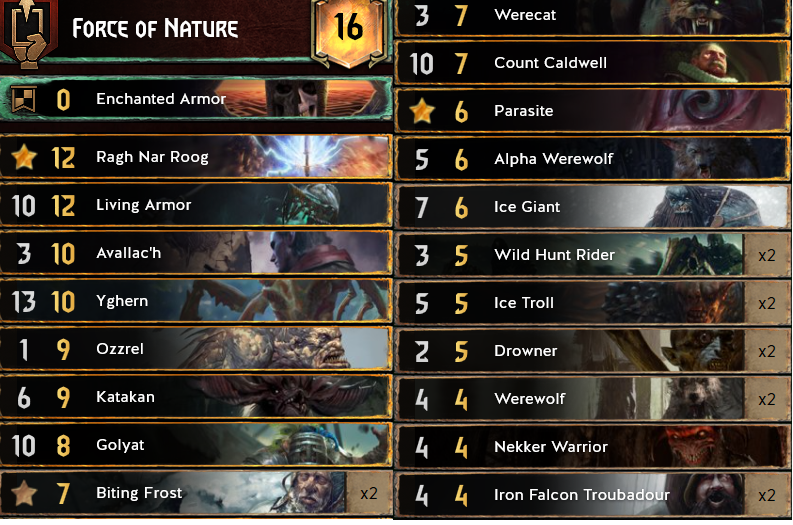 Force of Nature 16
0 Enchanted Armor
12 Ragh Nar Roog
10 12 Living Armor
3 10 Avallac'h
13 10 Yghern
1 9 Ozzrel
6 9 Katakan
10 8 Golyat
7 Biting Frost x2
3 7 Werecat
10 7 Count Caldwell
6 Parasite
5 6 Alpha Werewolf
7 6 Ice Giant
3 5 Wild Hunt Rider x2
5 5 Ice Troll x2
2 5 Drowner x2
4 4 Werewolf x2
4 4 Nekker Warrior
4 4 Iron Falcon Troubadour